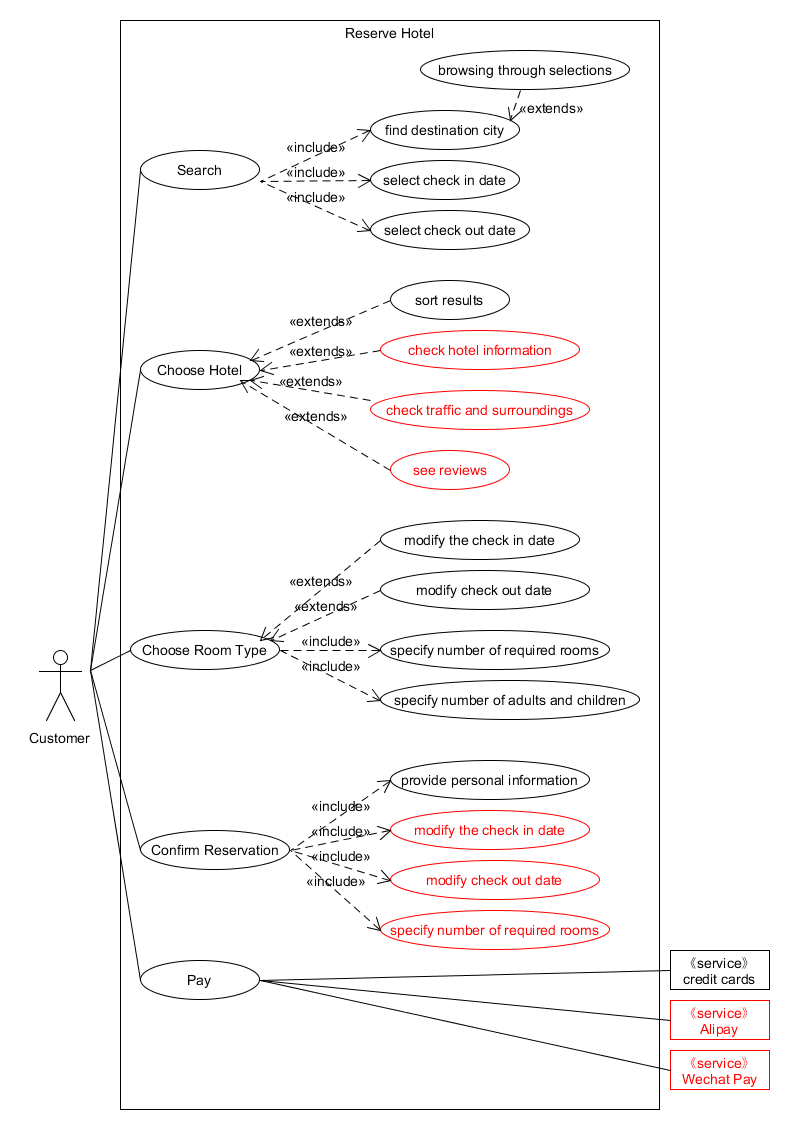 Reserve Hotel
browsing through selections
«extends»
find destination city
«include»
Search
«include»
select check in date
«include»
select check out date
sort results
«extends»
«extends»
check hotel information
Choose Hotel
«extends»
check traffic and surroundings
«extends»
see reviews
modify the check in date
«extends»
modify check out date
«extends»
Choose Room Type
«include»
specify number of required rooms
«include»
specify number of adults and children
Customer
provide personal information
«include»
«include»
modify the check in date
Confirm Reservation
«include»
modify check out date
«include»
specify number of required rooms
Pay
《service》
credit cards
《service》
Alipay
《service》
Wechat Pay